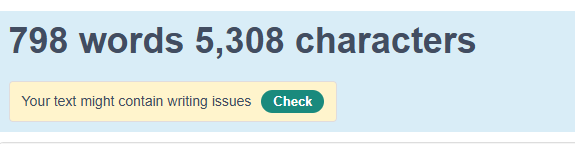 798 words 5,308 characters
Your text might contain writing issues Check